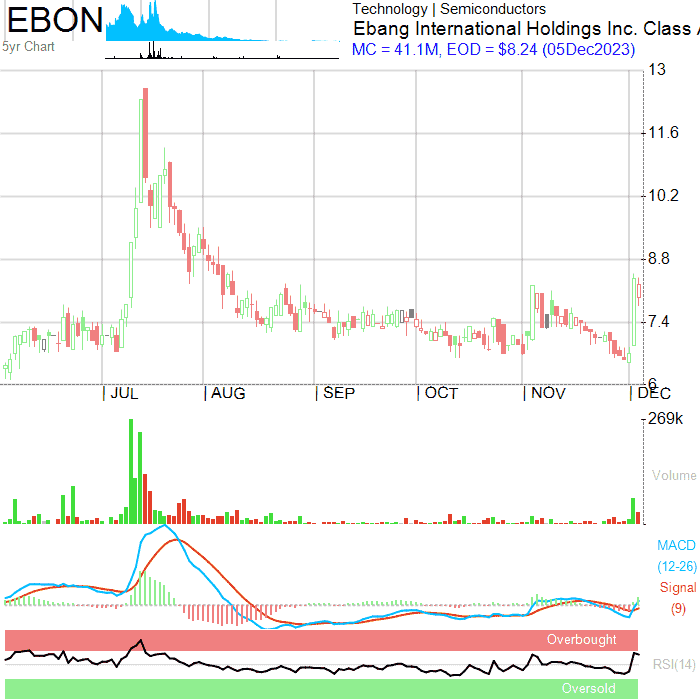 EBON
5yr Chart
Technology | Semiconductors
Ebang International Holdings Inc. Class A
MC = 41.1M, EOD = $8.24 (05Dec2023)
13
11.6
10.2
8.8
7.4
6
| JUL | AUG | SEP | OCT | NOV | DEC
269k
Volume
MACD
(12-26)
Signal
(9)
Overbought
RSI(14)
Oversold